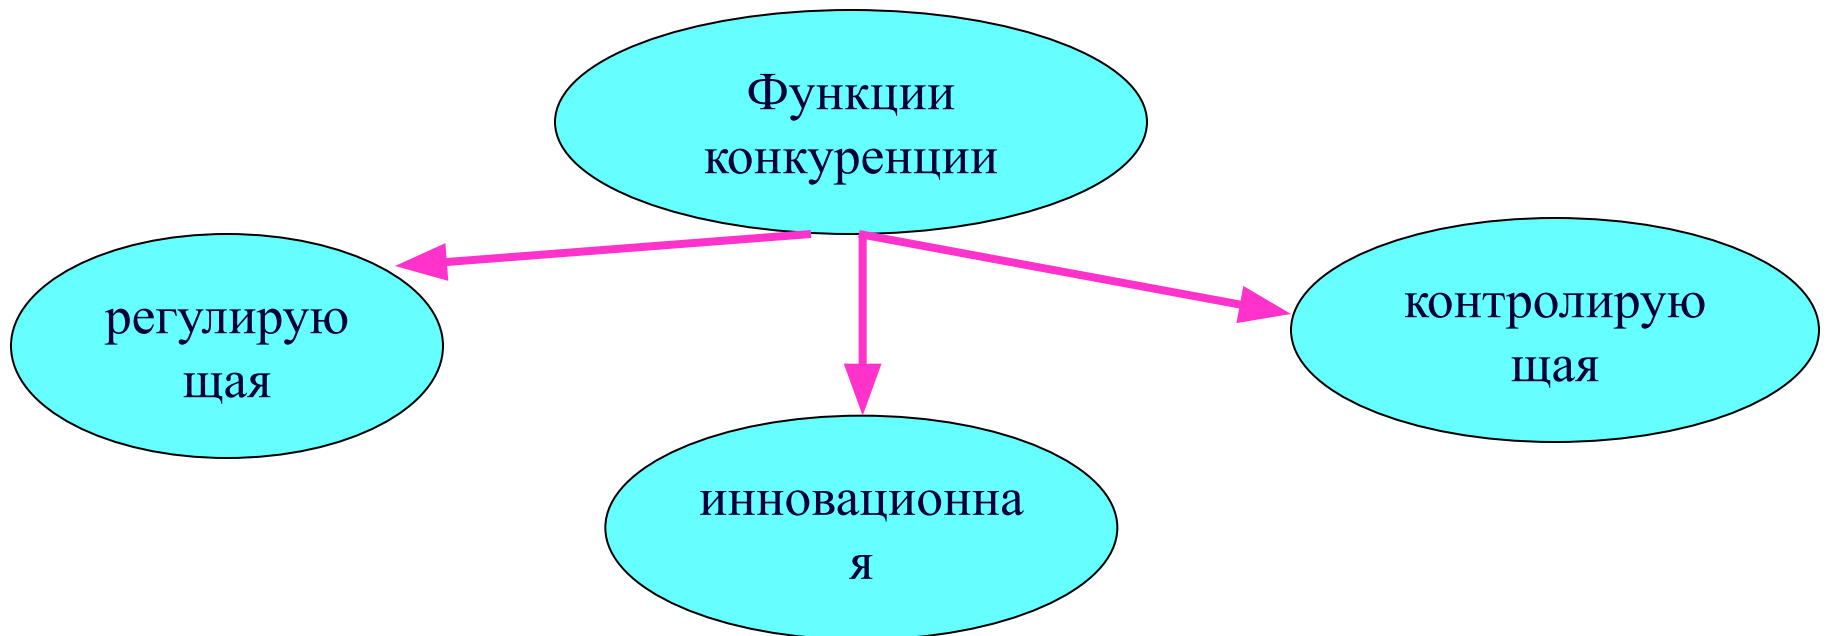 Функции
конкуренции
регулирую
щая
контролирую
щая
инновационна
я